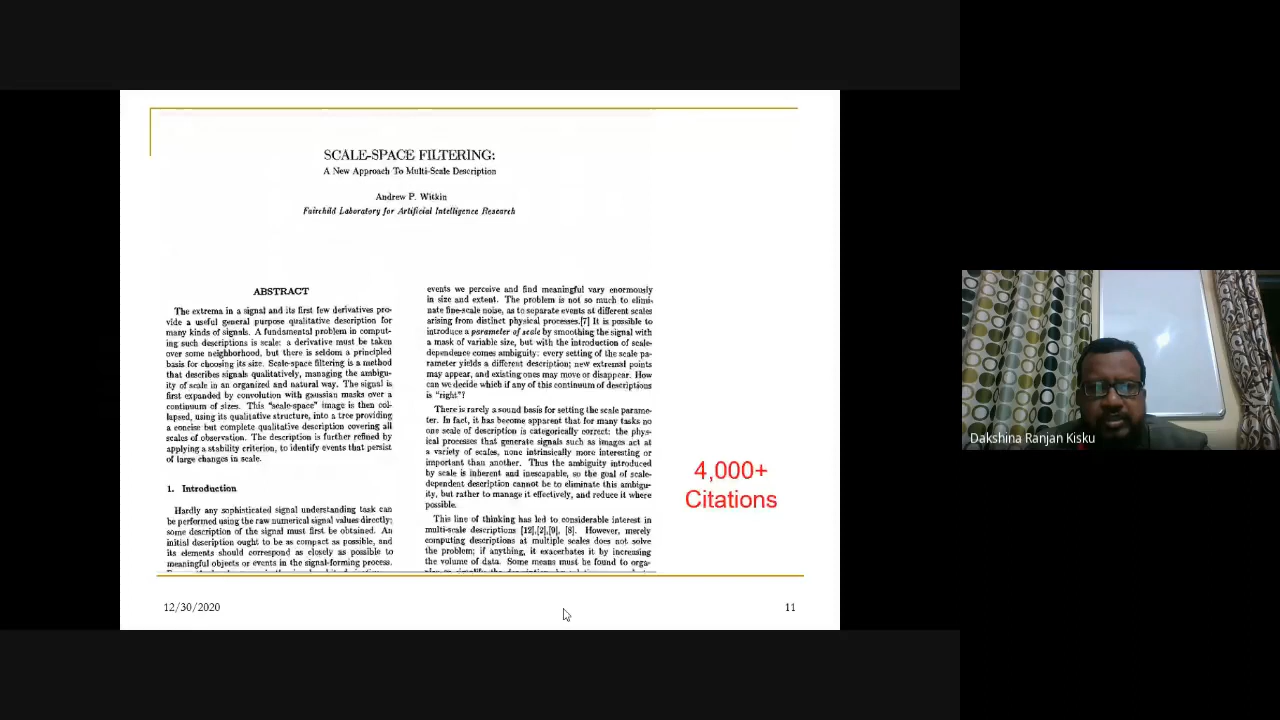 SCALE-SPACE FILTERING:
A New Approach To Multi-Scale Description
Andrew P. Witkin
Fairchild Laboratory for Artificial Intelligence Research
ABSTRACT
The extrema in a signal and its first few derivatives pro-
vide a useful general purpose qualitative description for
many kinds of signals. A fundamental problem in comput-
ing such descriptions is scale: a derivative must be taken
over some neighborhood, but there is seldom a principled
basis for choosing its size. Scale-space filtering is a method
that describes signals qualitatively, managing the ambigu-
ity of scale in an organized and natural way. The signal is
first expanded by convolution with gaussian masks over a
continuum of sizes. This "scale-space" image is then col-
lapsed, using its qualitative structure, into a tree providing
a concise but complete qualitative description covering all
scales of observation. The description is further refined by
applying a stability criterion, to identify events that persist
of large changes in scale.
1. Introduction
Hardly any sophisticated signal understanding task can
be performed using the raw numerical signal values directly;
some description of the signal must first be obtained. An
initial description ought to be as compact as possible, and
its elements should correspond as closely as possible to
meaningful objects or events in the signal-forming process.
events we perceive and find meaningful vary enormously
in size and extent. The problem is not so much to elimi-
nate fine-scale noise, as to separate events at different scales
arising from distinct physical processes.[7] It is possible to
introduce a parameter of scale by smoothing the signal with
a mask of variable size, but with the introduction of scale-
dependence comes ambiguity: every setting of the scale pa-
rameter yields a different description; new extremal points
may appear, and existing ones may move or disappear. How
can we decide which if any of this continuum of descriptions
is "right"?
There is rarely a sound basis for setting the scale parame-
ter. In fact, it has become apparent that for many tasks no
one scale of description is categorically correct: the phys-
ical processes that generate signals such as images act at
a variety of scales, none intrinsically more interesting or
important than another. Thus the ambiguity introduced
by scale is inherent and inescapable, so the goal of scale-
dependent description cannot be to eliminate this ambigu-
ity, but rather to manage it effectively, and reduce it where
possible.
This line of thinking has led to considerable interest in
multi-scale descriptions [12],[2],[9], [8]. However, merely
computing descriptions at multiple scales does not solve
the problem; if anything, it exacerbates it by increasing
the volume of data. Some means must be found to orga-
4,000+
Citations
12/30/2020
11
Dakshina Ranjan Kisku